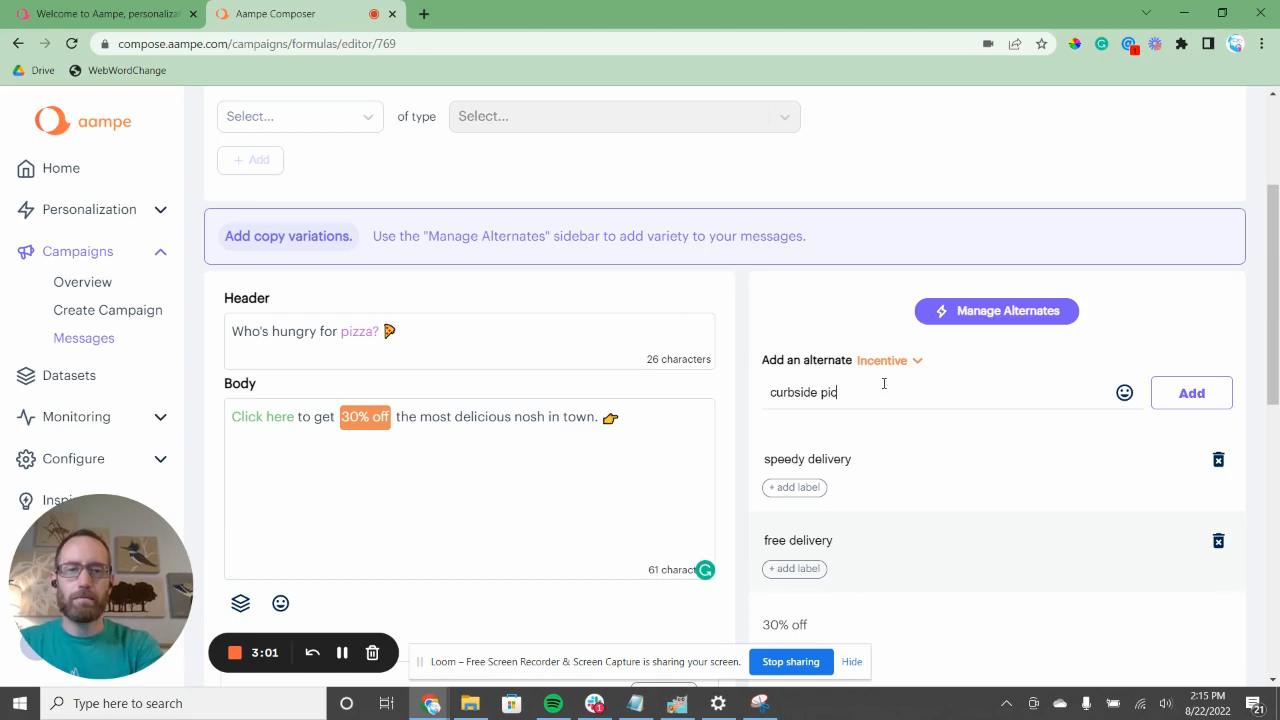 Welcome to Aampe, personaliza
Aampe Composer
compose.aampe.com/campaigns/formulas/editor/769
1
Drive
WebWordChange
aampe
Select...
of type
Select...
+ Add
Home
Personalization
Add copy variations.
Use the "Manage Alternates" sidebar to add variety to your messages.
Campaigns
Overview
Create Campaign
Messages
Datasets
Monitoring
Configure
Header
Who's hungry for pizza?
26 characters
Body
Click here to get 30% off the most delicious nosh in town.
61 charact
Manage Alternates
Add an alternate Incentive
curbside pic
Add
speedy delivery
+ add label
free delivery
+ add label
30% off
3:01
Loom – Free Screen Recorder & Screen Capture is sharing your screen.
Stop sharing
Hide
Type here to search
2:15 PM
8/22/2022
21